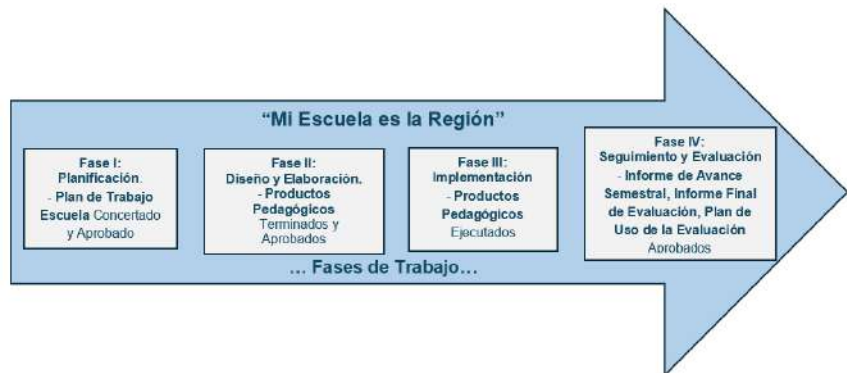 “Mi Escuela es la Región”
Fase I:
Planificación.
- Plan de Trabajo
Escuela Concertado
y Aprobado
Fase II:
Diseño y Elaboración.
- Productos
Pedagógicos
Terminados y
Aprobados
Fase III:
Implementación
- Productos
Pedagógicos
Ejecutados
Fase IV:
Seguimiento y Evaluación
- Informe de Avance
Semestral, Informe Final
de Evaluación, Plan de
Uso de la Evaluación
Aprobados
... Fases de Trabajo...